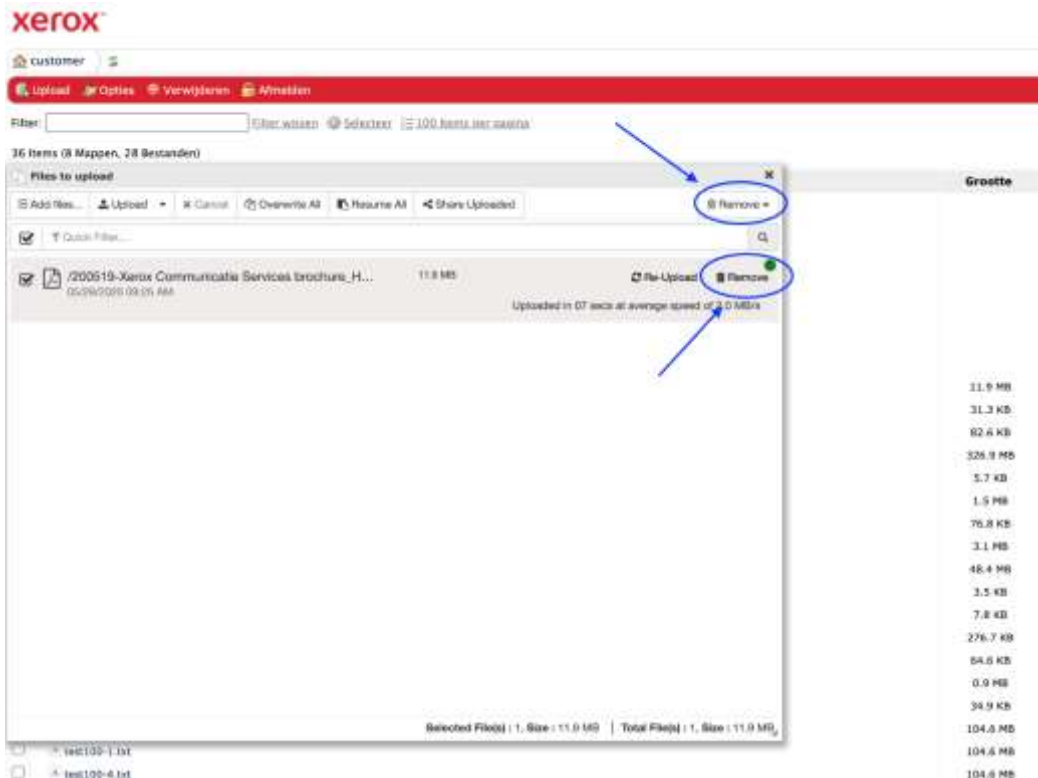 xerox™
customer
Upload Opties Verwijderen Afmelden
Filter: Filter wissen Selecteer 100 items per pagina
36 Items (8 Mappen, 28 Bestanden)
Files to upload
Grootte
Add files... Upload Cancel Overwrite All Resume All Share Uploaded Remove
Quick Filter...
/200519-Xerox Communicatie Services brochure_H... 11.9 MB Re-Upload Remove
09:25 AM
Uploaded in 07 secs at average speed of 2.0 MB/s
11.9 MB
31.3 KB
82.6 KB
326.9 MB
5.7 KB
1.5 MB
76.8 KB
3.1 MB
48.4 MB
3.5 KB
7.8 KB
276.7 KB
64.6 KB
0.9 MB
34.9 KB
Selected File(s) : 1, Size : 11.9 MB | Total File(s) : 1, Size : 11.9 MB
104.6 MB
test100-1.txt 104.6 MB
test100-4.txt 104.6 MB